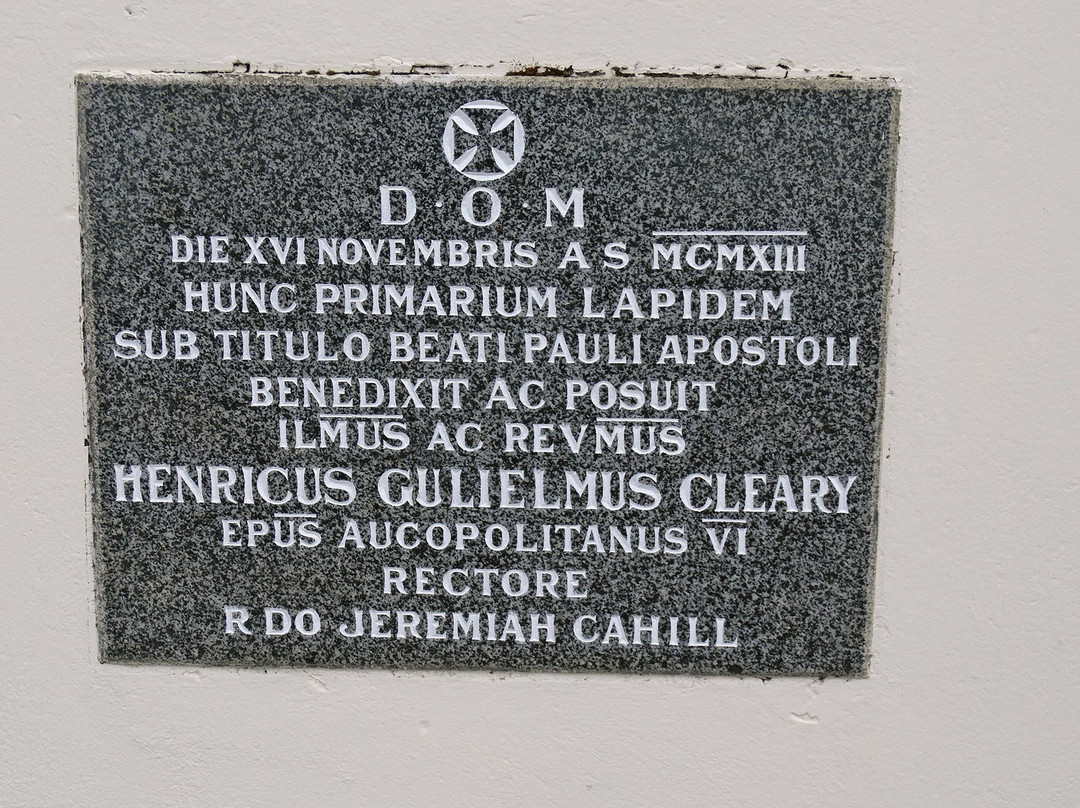 D·O·M
DIE XVI NOVEMBRIS A S MCMXIII
HUNC PRIMARIUM LAPIDEM
SUB TITULO BEATI PAULI APOSTOLI
BENEDIXIT AC POSUIT
ILMUS AC REVMUS
HENRICUS GULIELMUS CLEARY
EPUS AUCOPOLITANUS VI
RECTORE
R DO JEREMIAH CAHILL